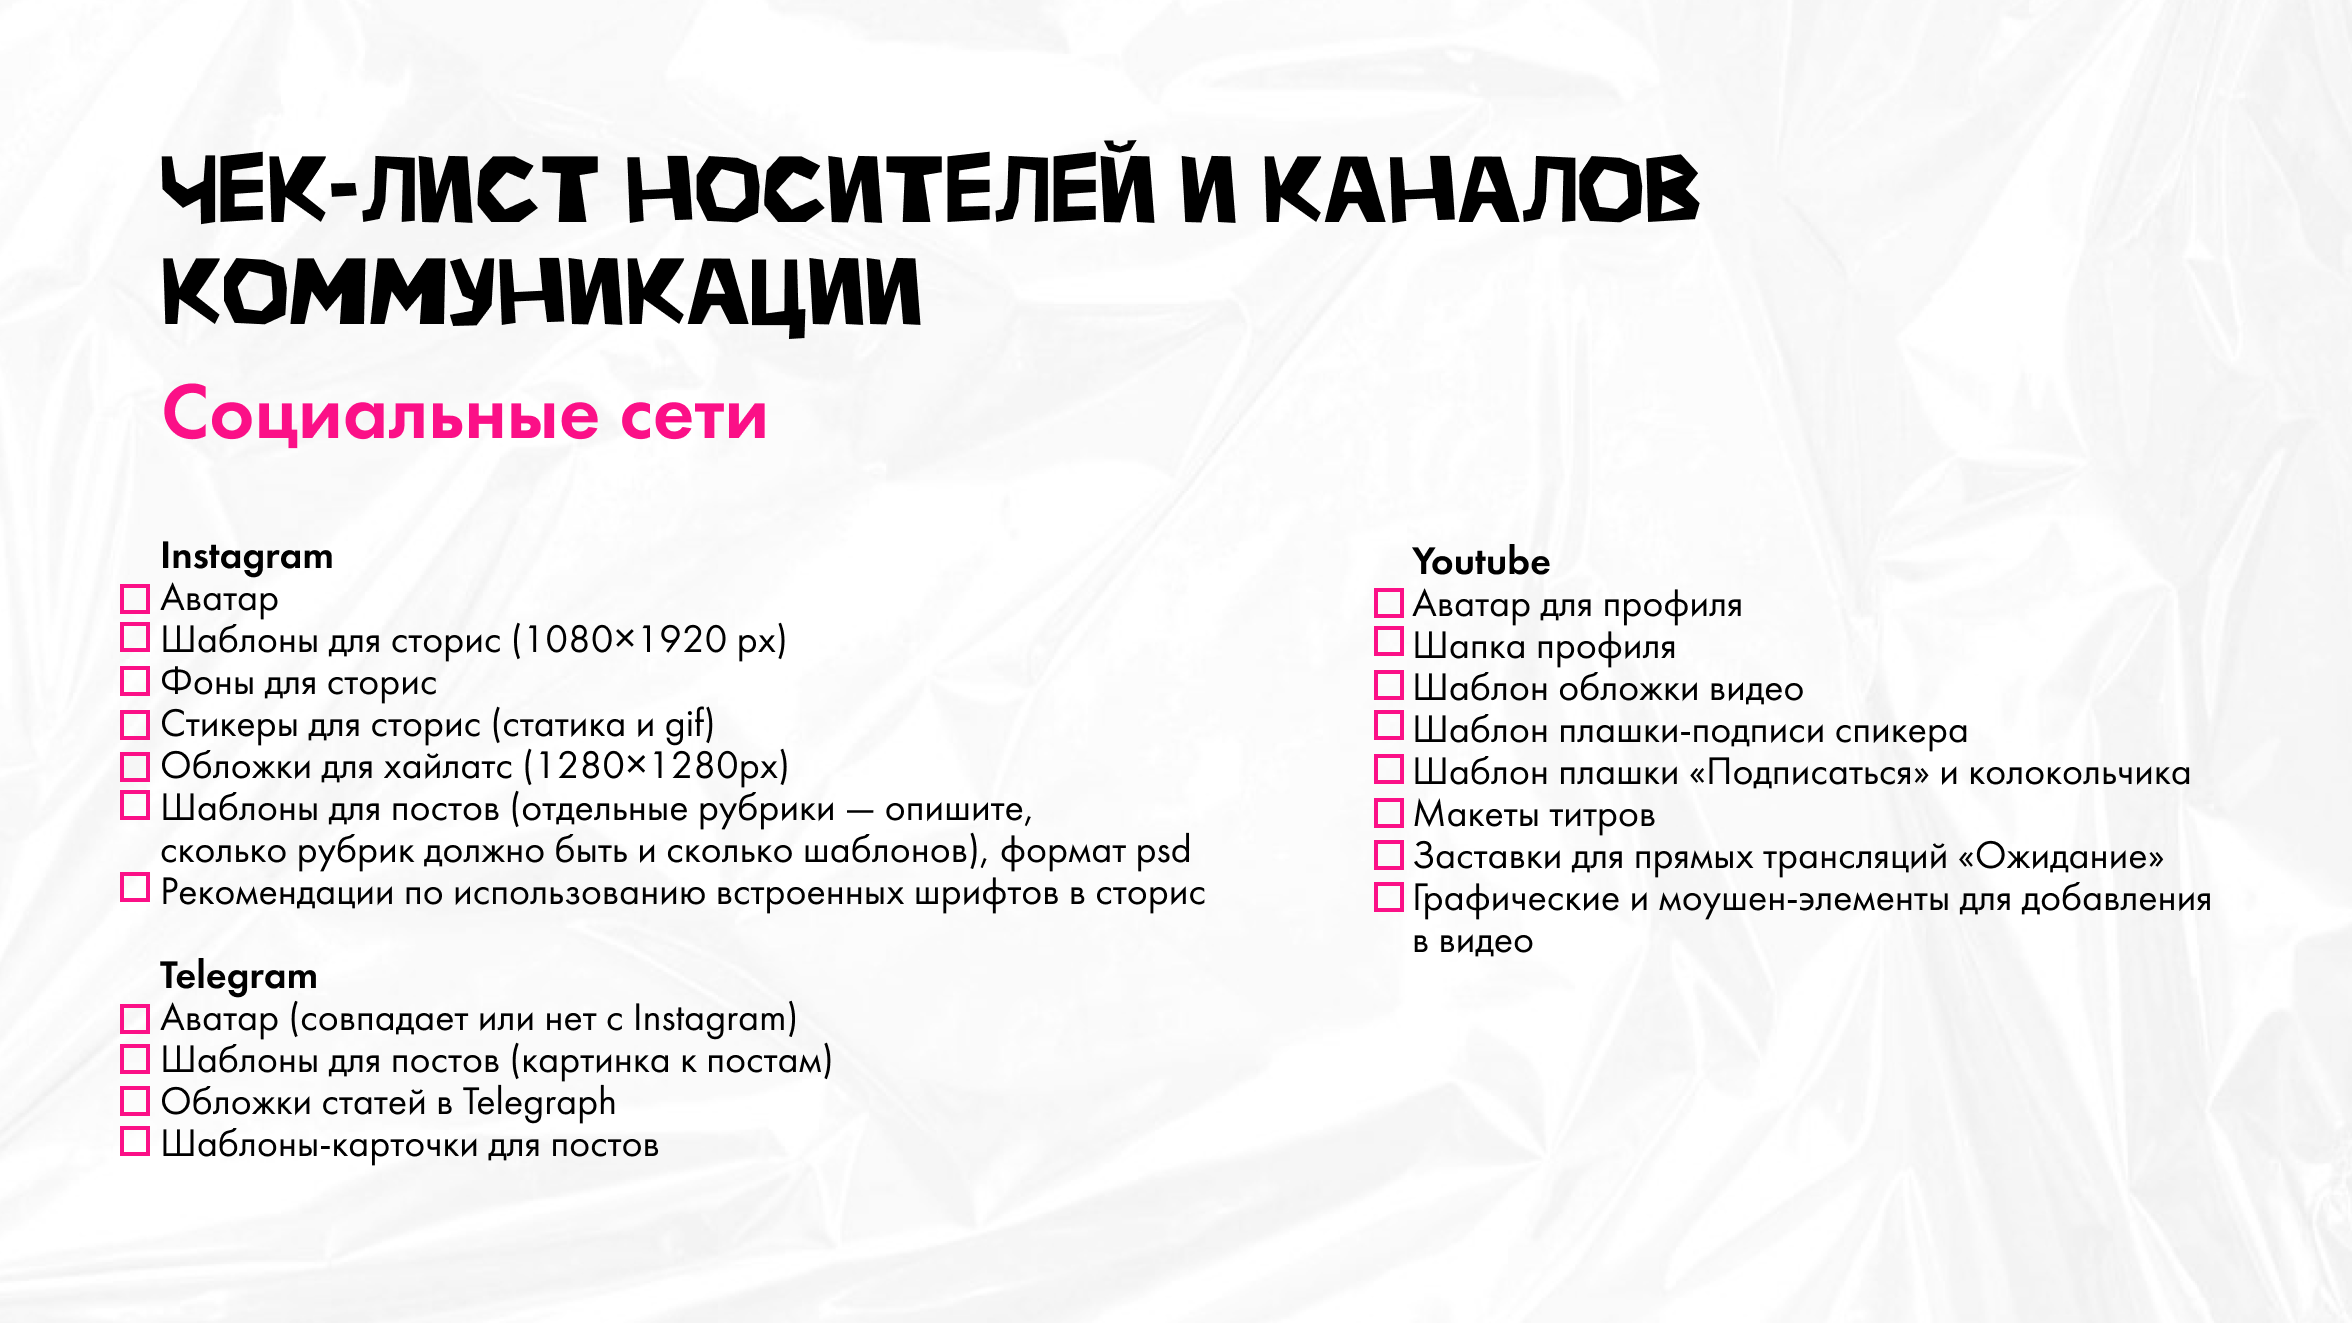 ЧЕК-ЛИСТ НОСИТЕЛЕЙ И КАНАЛОВ
КОММУНИКАЦИИ
Социальные сети
Instagram
Аватар
Шаблоны для сторис (1080×1920 px)
Фоны для сторис
Стикеры для сторис (статика и gif)
Обложки для хайлатс (1280×1280px)
Шаблоны для постов (отдельные рубрики — опишите,
сколько рубрик должно быть и сколько шаблонов), формат psd
Рекомендации по использованию встроенных шрифтов в сторис
Telegram
Аватар (совпадает или нет с Instagram)
Шаблоны для постов (картинка к постам)
Обложки статей в Telegraph
Шаблоны-карточки для постов
Youtube
Аватар для профиля
Шапка профиля
Шаблон обложки видео
Шаблон плашки-подписи спикера
Шаблон плашки «Подписаться» и колокольчика
Макеты титров
Заставки для прямых трансляций «Ожидание»
Графические и моушен-элементы для добавления
в видео